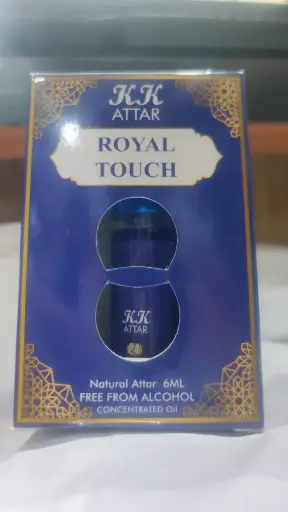 KK
ATTAR
ROYAL
TOUCH
KK
ATTAR
Natural Attar 6ML
FREE FROM ALCOHOL
CONCENTRATED Oil